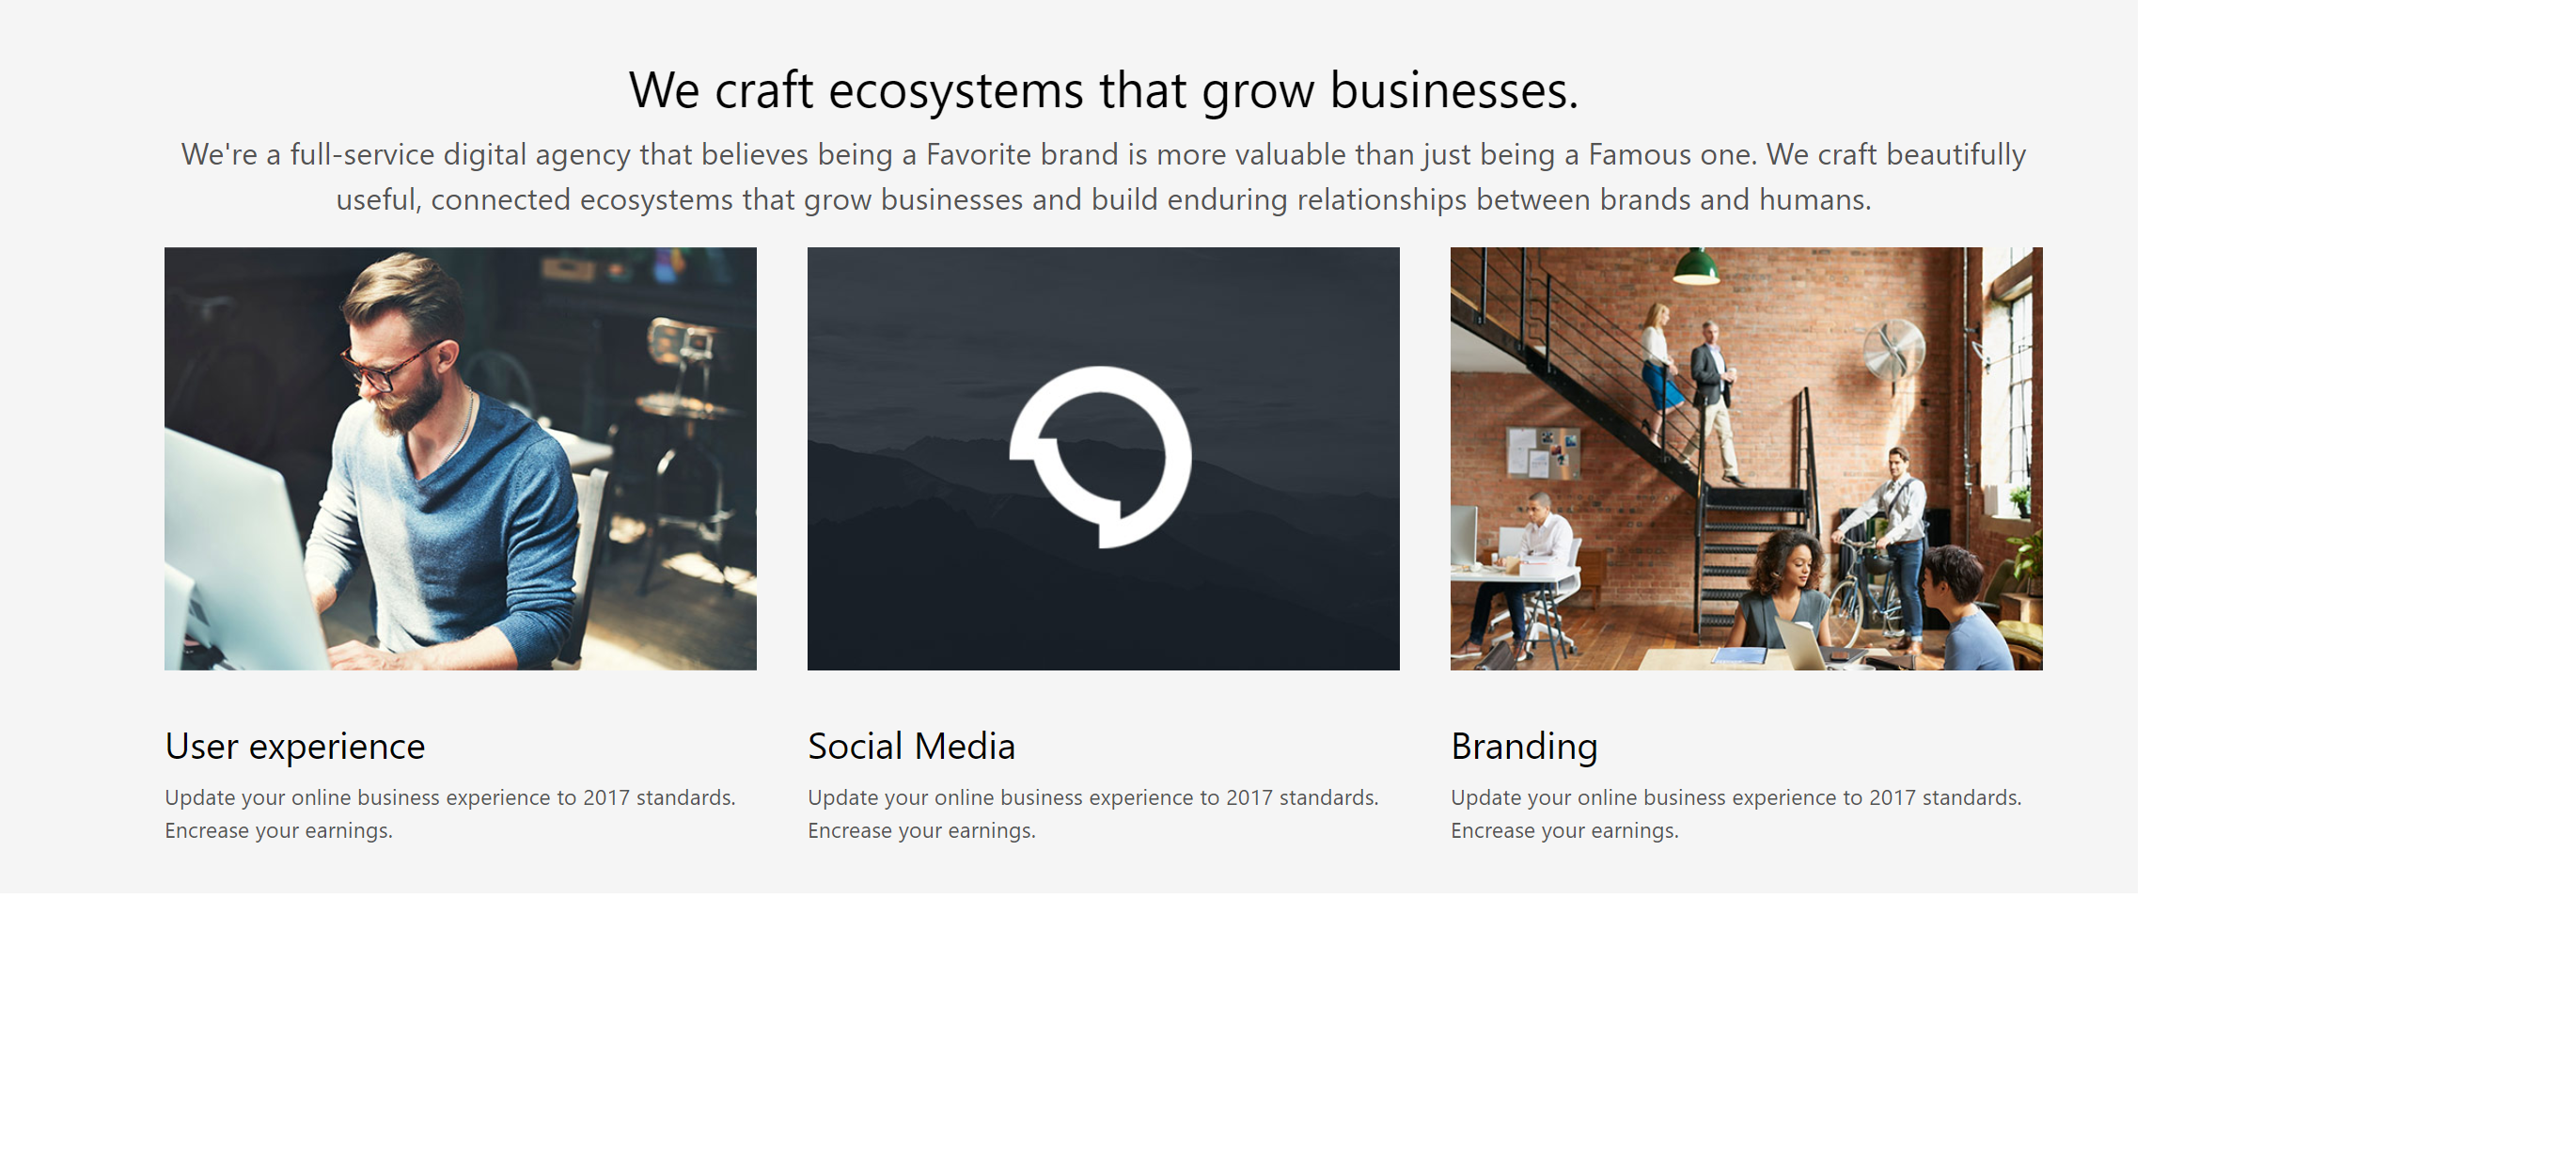 We craft ecosystems that grow businesses.
We're a full-service digital agency that believes being a Favorite brand is more valuable than just being a Famous one. We craft beautifully
useful, connected ecosystems that grow businesses and build enduring relationships between brands and humans.
User experience
Update your online business experience to 2017 standards.
Encrease your earnings.
Social Media
Update your online business experience to 2017 standards.
Encrease your earnings.
Branding
Update your online business experience to 2017 standards.
Encrease your earnings.